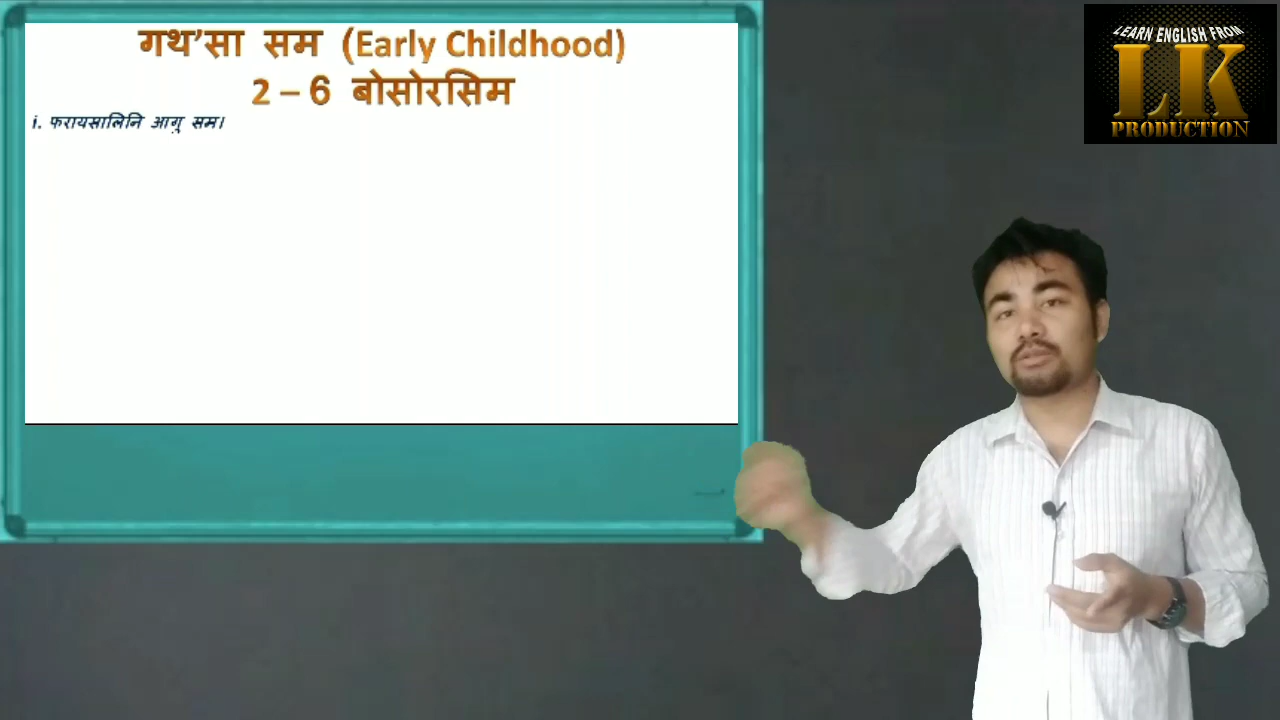 गथ’सा सम (Early Childhood)
2 – 6 बोसोरसिम
i. फरायसालिनि आगू सम।
LEARN ENGLISH FROM
LK
PRODUCTION